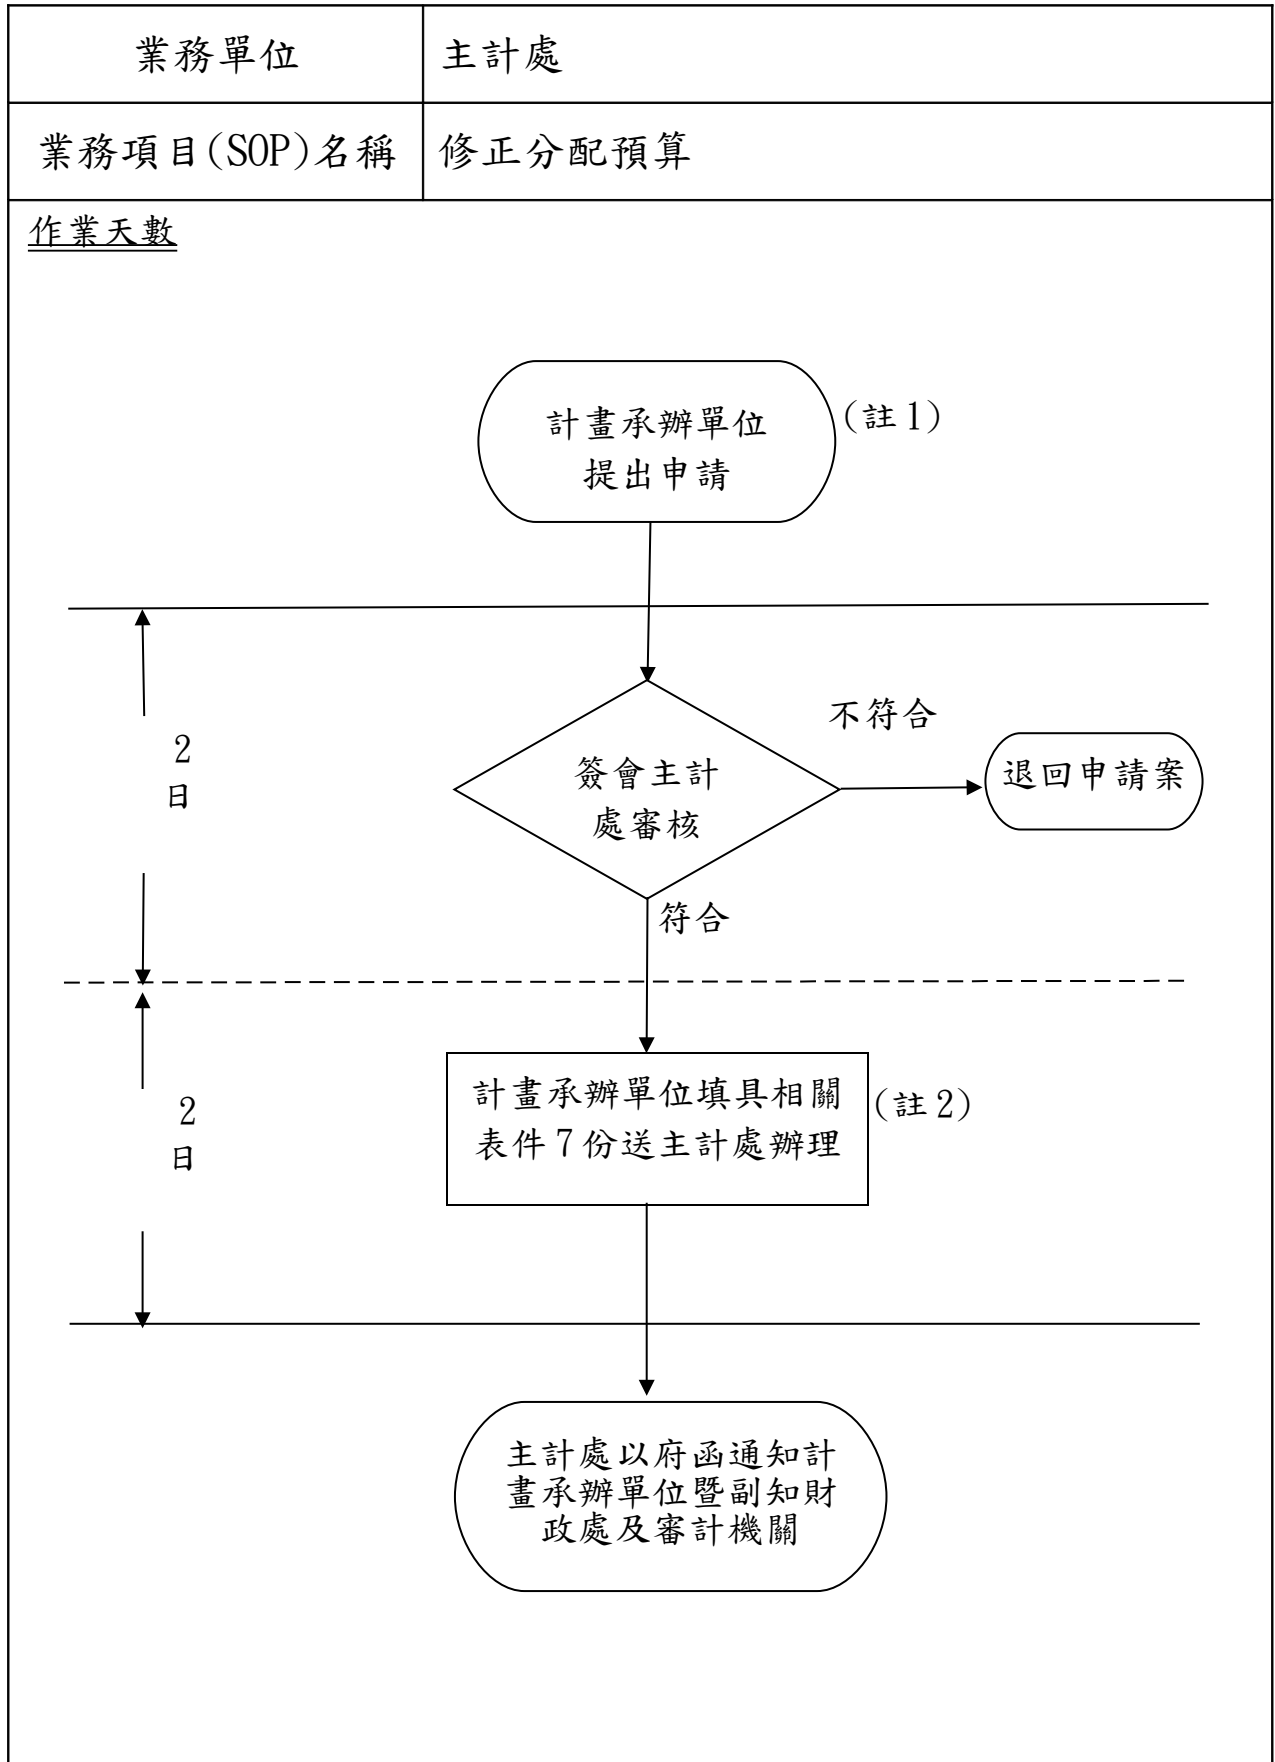 業務單位
主計處
業務項目(SOP)名稱
修正分配預算
作業天數
計畫承辦單位
提出申請
(註1)
2
日
不符合
簽會主計
處審核
退回申請案
符合
2
日
計畫承辦單位填具相關
表件7份送主計處辦理
(註2)
主計處以府函通知計
畫承辦單位暨副知財
政處及審計機關